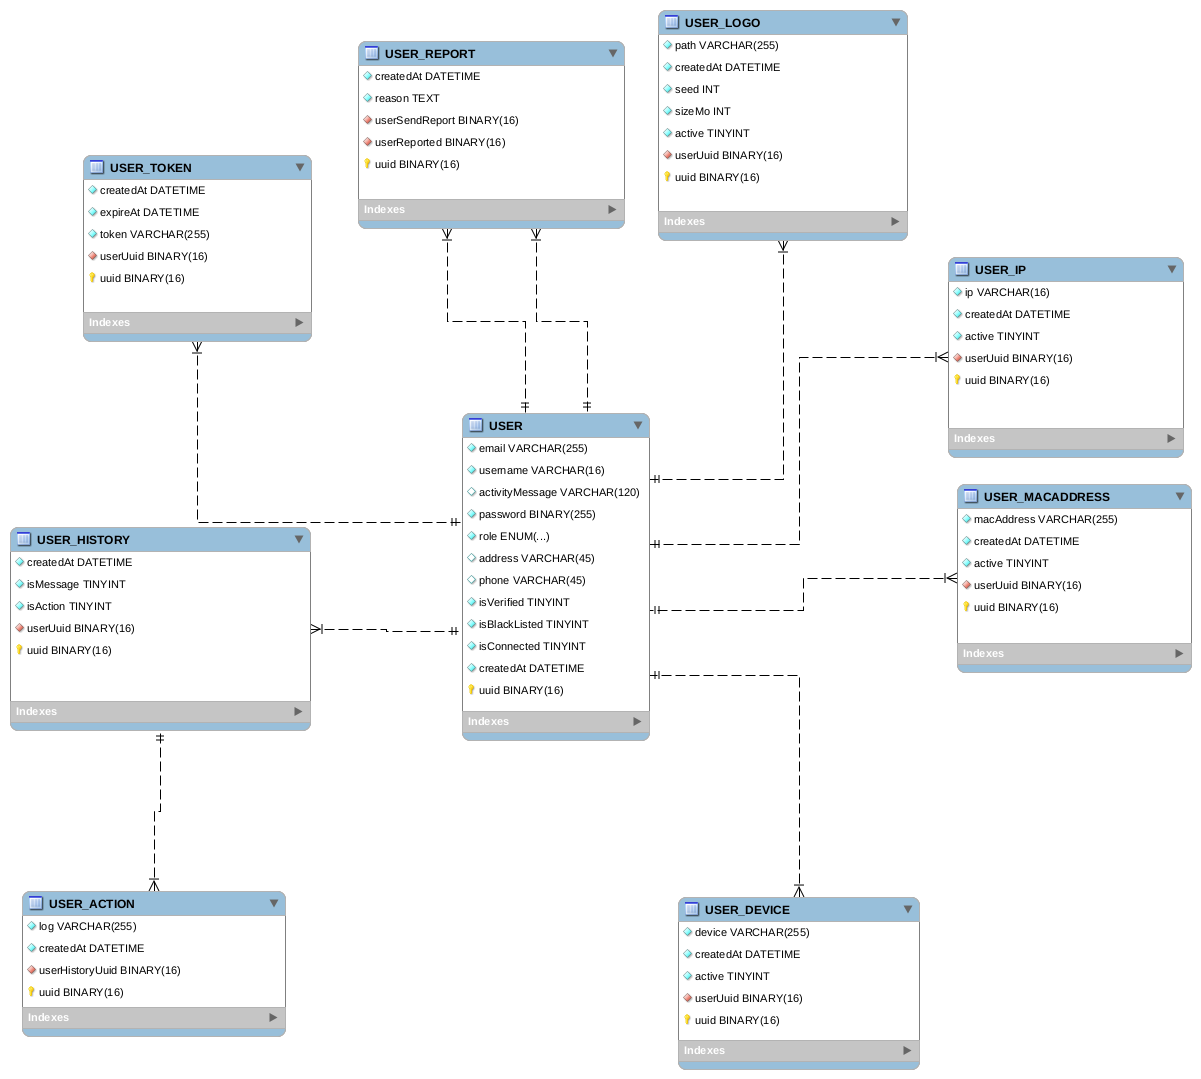 USER_LOGO
path VARCHAR(255)
createdAt DATETIME
seed INT
sizeMo INT
active TINYINT
userUuid BINARY(16)
uuid BINARY(16)
Indexes
USER_REPORT
createdAt DATETIME
reason TEXT
userSendReport BINARY(16)
userReported BINARY(16)
uuid BINARY(16)
Indexes
USER_TOKEN
createdAt DATETIME
expireAt DATETIME
token VARCHAR(255)
userUuid BINARY(16)
uuid BINARY(16)
Indexes
USER_IP
ip VARCHAR(16)
createdAt DATETIME
active TINYINT
userUuid BINARY(16)
uuid BINARY(16)
Indexes
USER
email VARCHAR(255)
username VARCHAR(16)
activityMessage VARCHAR(120)
password BINARY(255)
role ENUM(...)
address VARCHAR(45)
phone VARCHAR(45)
isVerified TINYINT
isBlackListed TINYINT
isConnected TINYINT
createdAt DATETIME
uuid BINARY(16)
Indexes
USER_MACADDRESS
macAddress VARCHAR(255)
createdAt DATETIME
active TINYINT
userUuid BINARY(16)
uuid BINARY(16)
Indexes
USER_HISTORY
createdAt DATETIME
isMessage TINYINT
isAction TINYINT
userUuid BINARY(16)
uuid BINARY(16)
Indexes
USER_ACTION
log VARCHAR(255)
createdAt DATETIME
userHistoryUuid BINARY(16)
uuid BINARY(16)
Indexes
USER_DEVICE
device VARCHAR(255)
createdAt DATETIME
active TINYINT
userUuid BINARY(16)
uuid BINARY(16)
Indexes